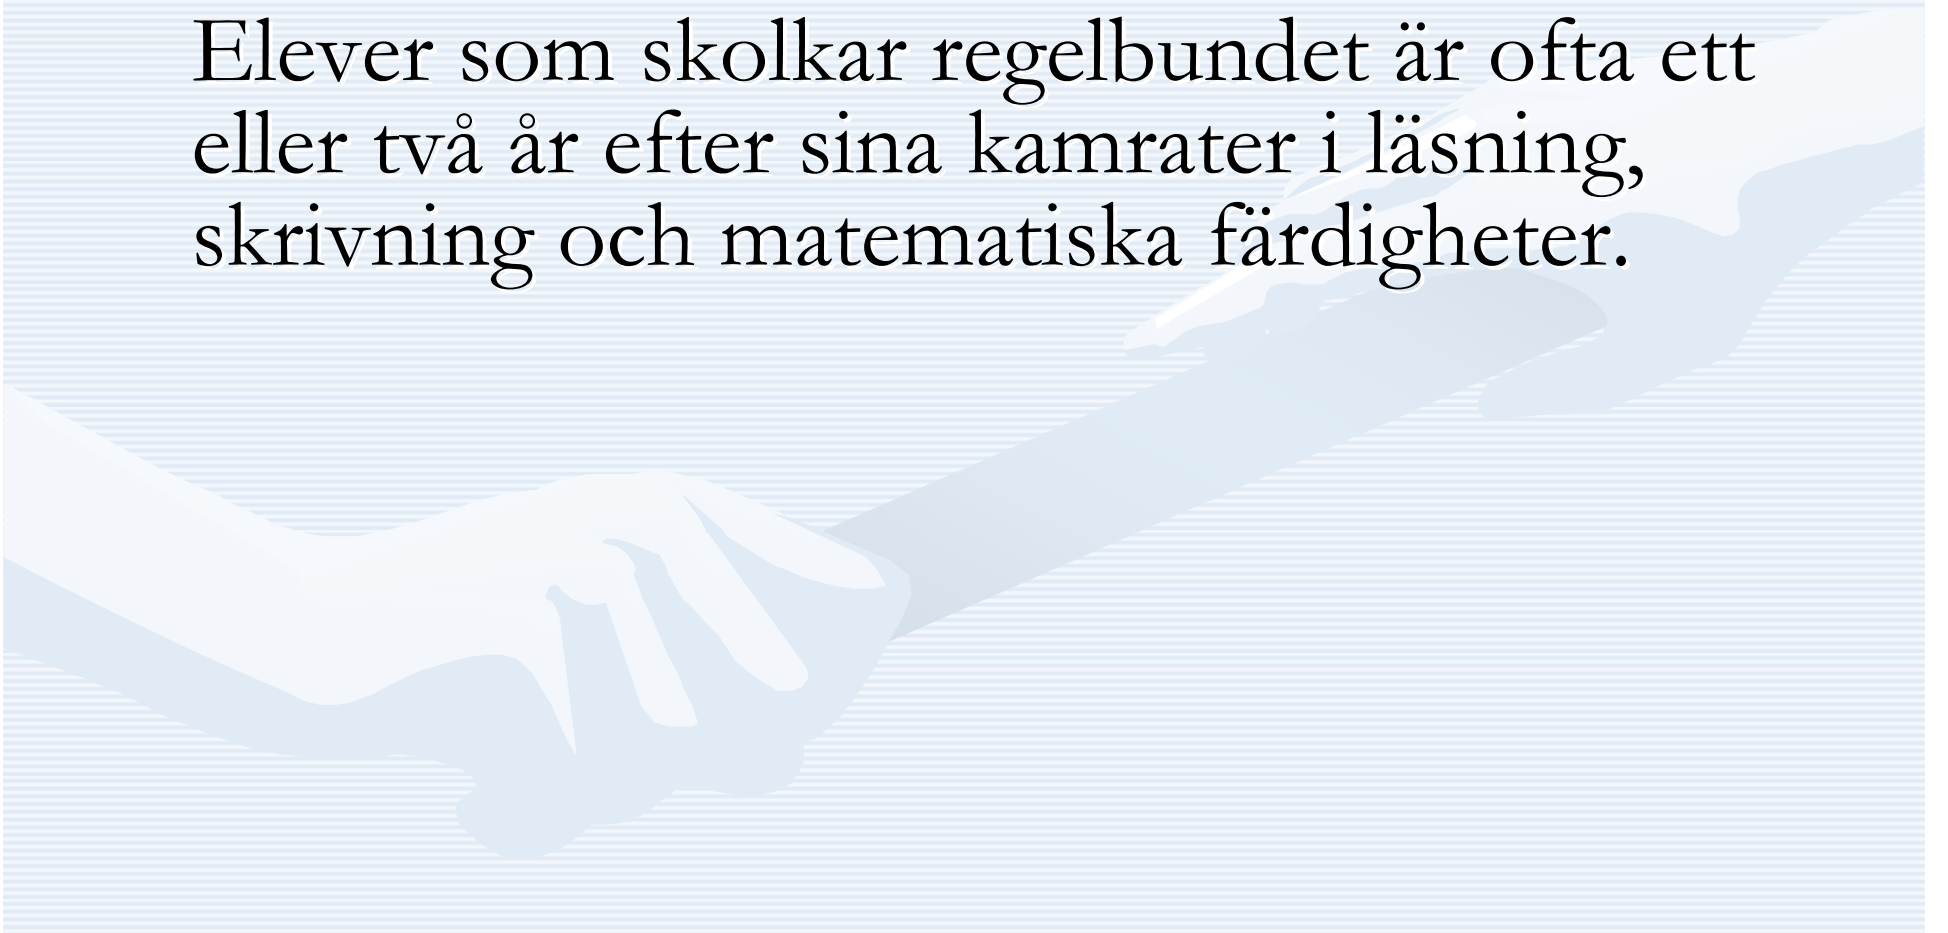 Elever som skolkar regelbundet är ofta ett
eller två år efter sina kamrater i läsning,
skrivning och matematiska färdigheter.